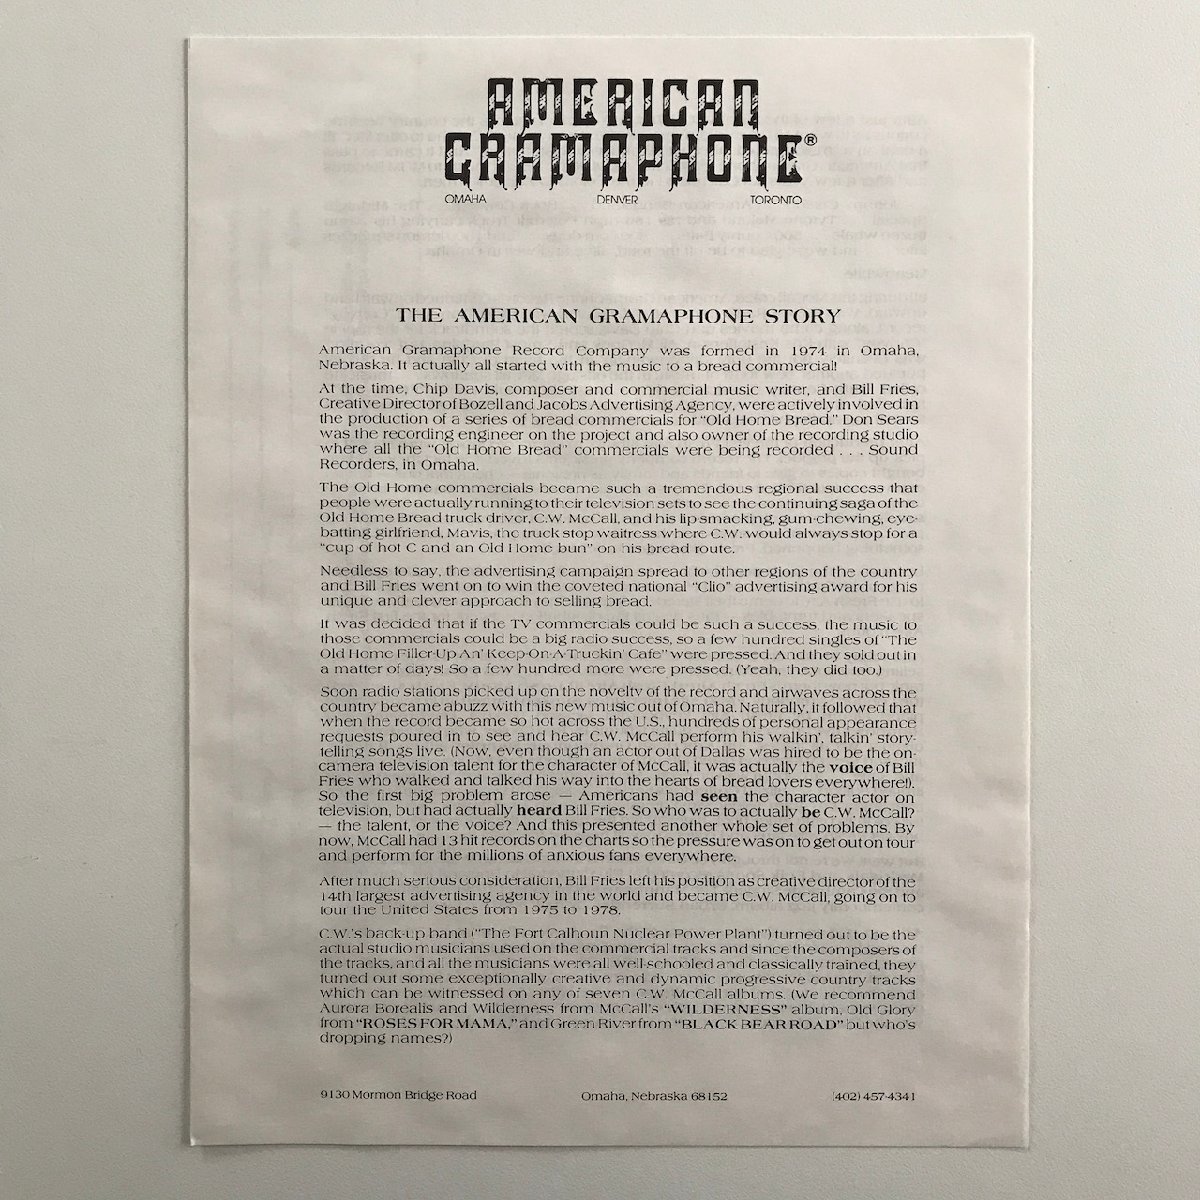 AMERICAN
GRAMAPHONE®
OMAHA DENVER TORONTO
THE AMERICAN GRAMAPHONE STORY
American Gramaphone Record Company was formed in 1974 in Omaha,
Nebraska. It actually all started with the music to a bread commercial!
At the time, Chip Davis, composer and commercial music writer, and Bill Fries,
Creative Director of Bozell and Jacobs Advertising Agency, were actively involved in
the production of a series of bread commercials for “Old Home Bread.” Don Sears
was the recording engineer on the project and also owner of the recording studio
where all the “Old Home Bread” commercials were being recorded . . . Sound
Recorders, in Omaha.
The Old Home commercials became such a tremendous regional success that
people were actually running to their television sets to see the continuing saga of the
Old Home Bread truck driver, C.W. McCall, and his lip smacking, gum-chewing, eye-
batting girlfriend, Mavis, the truck stop waitress where C.W. would always stop for a
“cup of hot C and an Old Home bun” on his bread route.
Needless to say, the advertising campaign spread to other regions of the country
and Bill Fries went on to win the coveted national “Clio” advertising award for his
unique and clever approach to selling bread.
It was decided that if the TV commercials could be such a success, the music to
those commercials could be a big radio success, so a few hundred singles of “The
Old Home Filler-Up An' Keep-On-A-Truckin' Cafe” were pressed. And they sold out in
a matter of days! So a few hundred more were pressed. (Yeah, they did too.)
Soon radio stations picked up on the novelty of the record and airwaves across the
country became abuzz with this new music out of Omaha. Naturally, it followed that
when the record became so hot across the U.S., hundreds of personal appearance
requests poured in to see and hear C.W. McCall perform his walkin', talkin' story-
telling songs live. (Now, even though an actor out of Dallas was hired to be the on-
camera television talent for the character of McCall, it was actually the voice of Bill
Fries who walked and talked his way into the hearts of bread lovers everywhere!).
So the first big problem arose — Americans had seen the character actor on
television, but had actually heard Bill Fries. So who was to actually be C.W. McCall?
— the talent, or the voice? And this presented another whole set of problems. By
now, McCall had 13 hit records on the charts so the pressure was on to get out on tour
and perform for the millions of anxious fans everywhere.
After much serious consideration, Bill Fries left his position as creative director of the
14th largest advertising agency in the world and became C.W. McCall, going on to
tour the United States from 1975 to 1978.
C.W.'s back-up band (“The Fort Calhoun Nuclear Power Plant”) turned out to be the
actual studio musicians used on the commercial tracks and since the composers of
the tracks, and all the musicians were all well-schooled and classically trained, they
turned out some exceptionally creative and dynamic progressive country tracks
which can be witnessed on any of seven C.W. McCall albums. (We recommend
Aurora Borealis and Wilderness from McCall's “WILDERNESS” album, Old Glory
from “ROSES FOR MAMA,” and Green River from “BLACK BEAR ROAD” but who's
dropping names?)
9130 Mormon Bridge Road Omaha, Nebraska 68152 (402) 457-4341